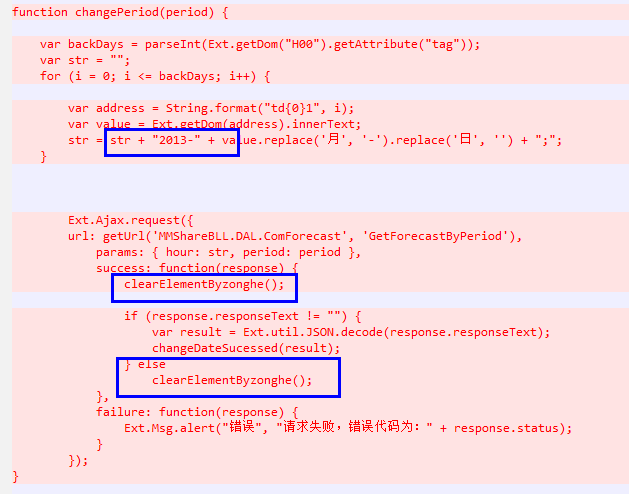 function changePeriod(period) {
var backDays = parseInt(Ext.getDom("H00").getAttribute("tag"));
var str = "";
for (i = 0; i <= backDays; i++) {
var address = String.format("td{0}1", i);
var value = Ext.getDom(address).innerText;
str = str + "2013-" + value.replace('月', '-').replace('日', '') + ";";
}
Ext.Ajax.request({
url: getUrl('MMShareBLL.DAL.ComForecast', 'GetForecastByPeriod'),
params: { hour: str, period: period },
success: function(response) {
clearElementByzonghe();
if (response.responseText != "") {
var result = Ext.util.JSON.decode(response.responseText);
changeDateSucessed(result);
} else
clearElementByzonghe();
},
failure: function(response) {
Ext.Msg.alert("错误", "请求失败，错误代码为：" + response.status);
}
});
}